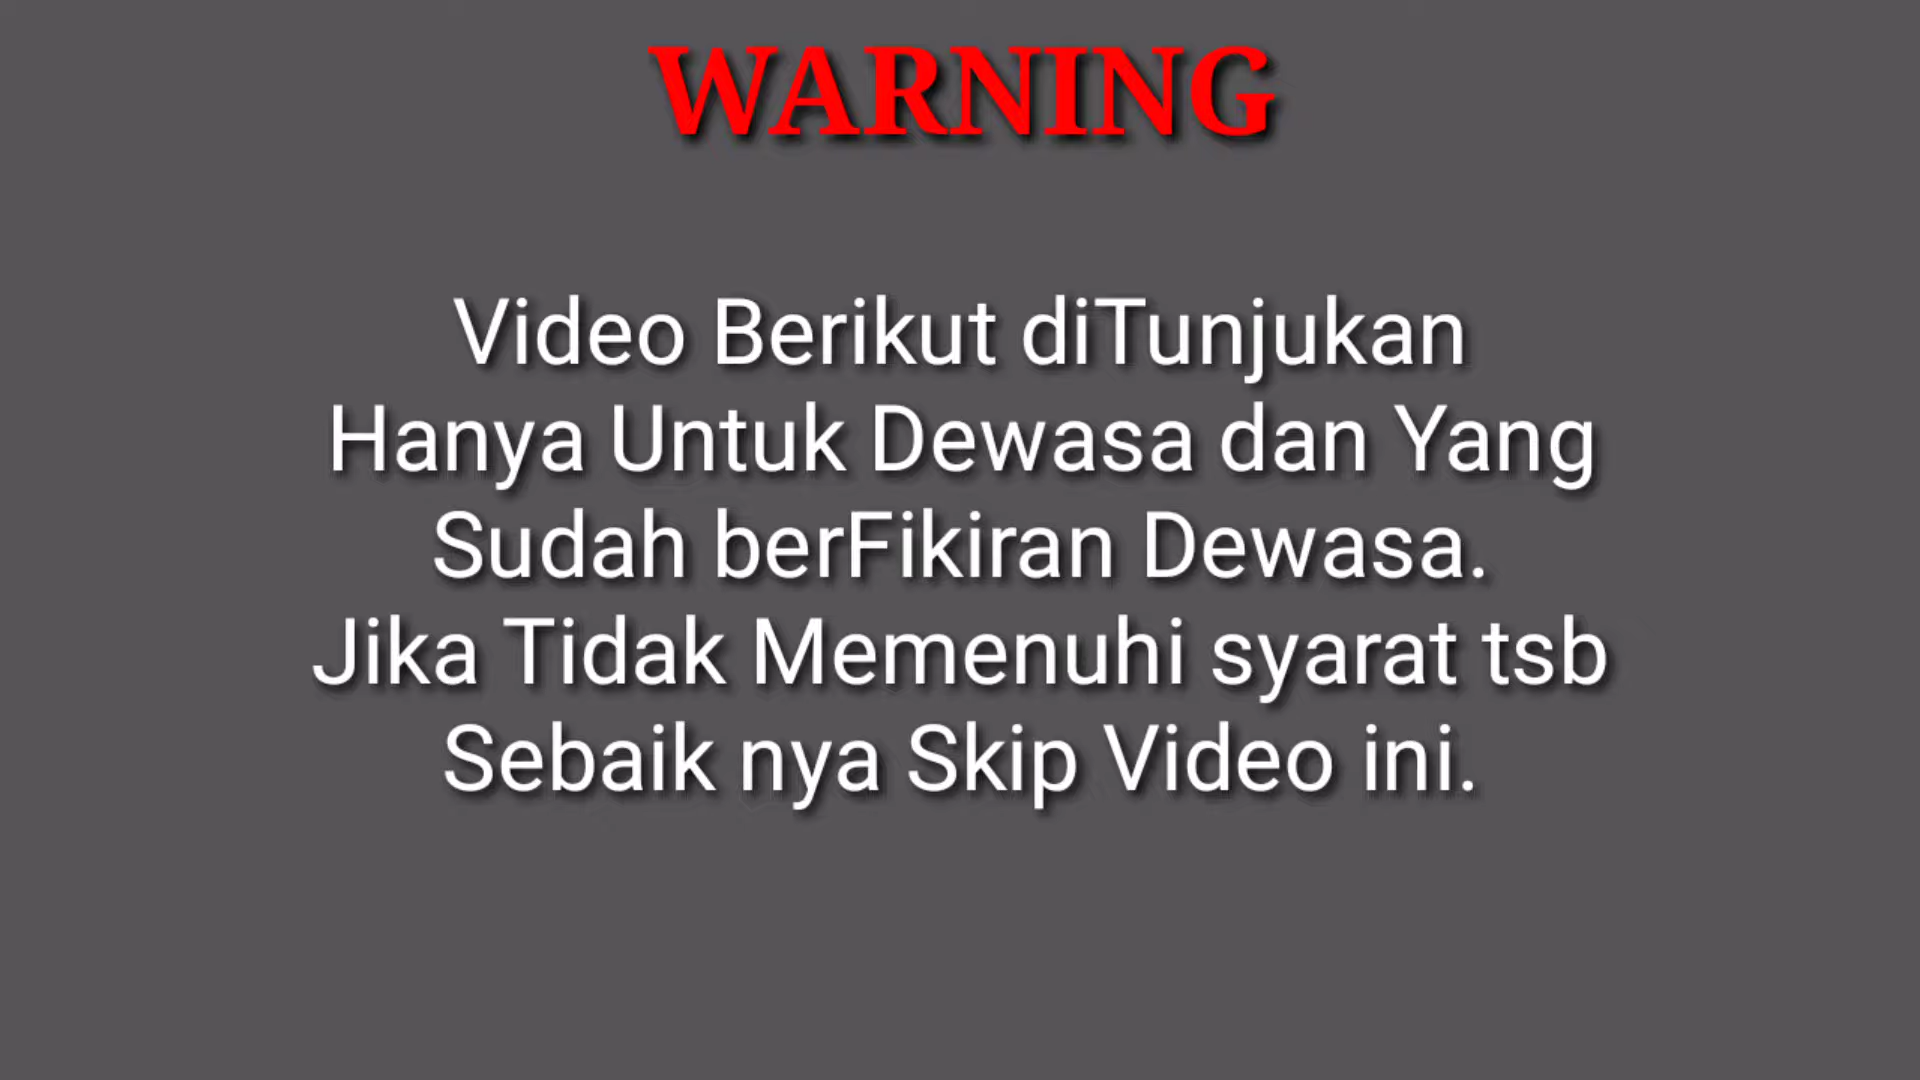 WARNING
Video Berikut diTunjukan
Hanya Untuk Dewasa dan Yang
Sudah berFikiran Dewasa.
Jika Tidak Memenuhi syarat tsb
Sebaik nya Skip Video ini.